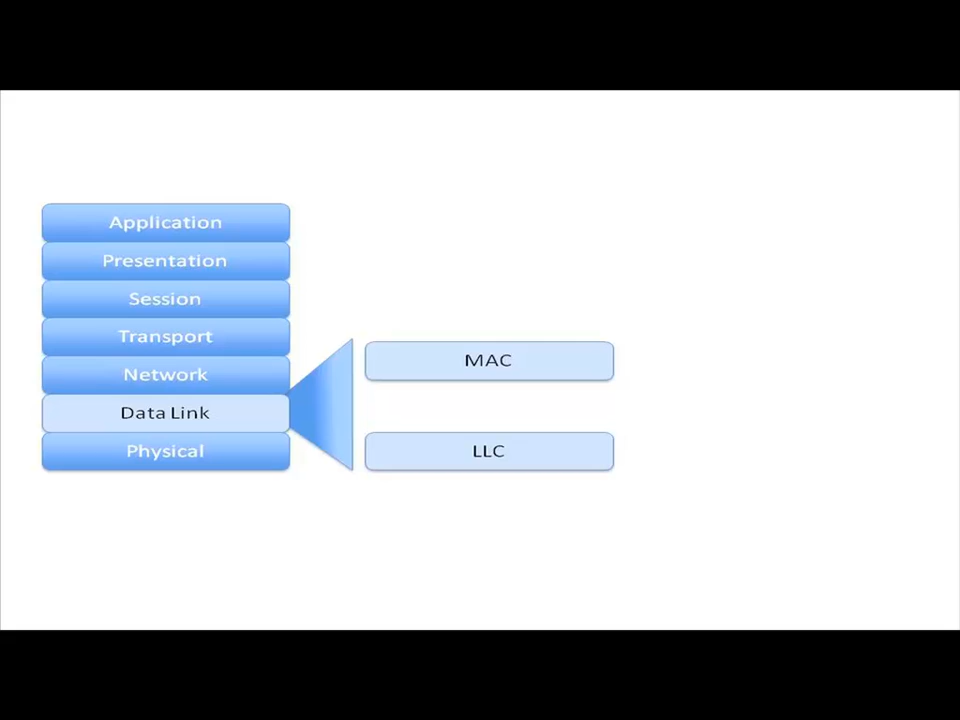 Application
Presentation
Session
Transport
Network
Data Link
Physical
MAC
LLC